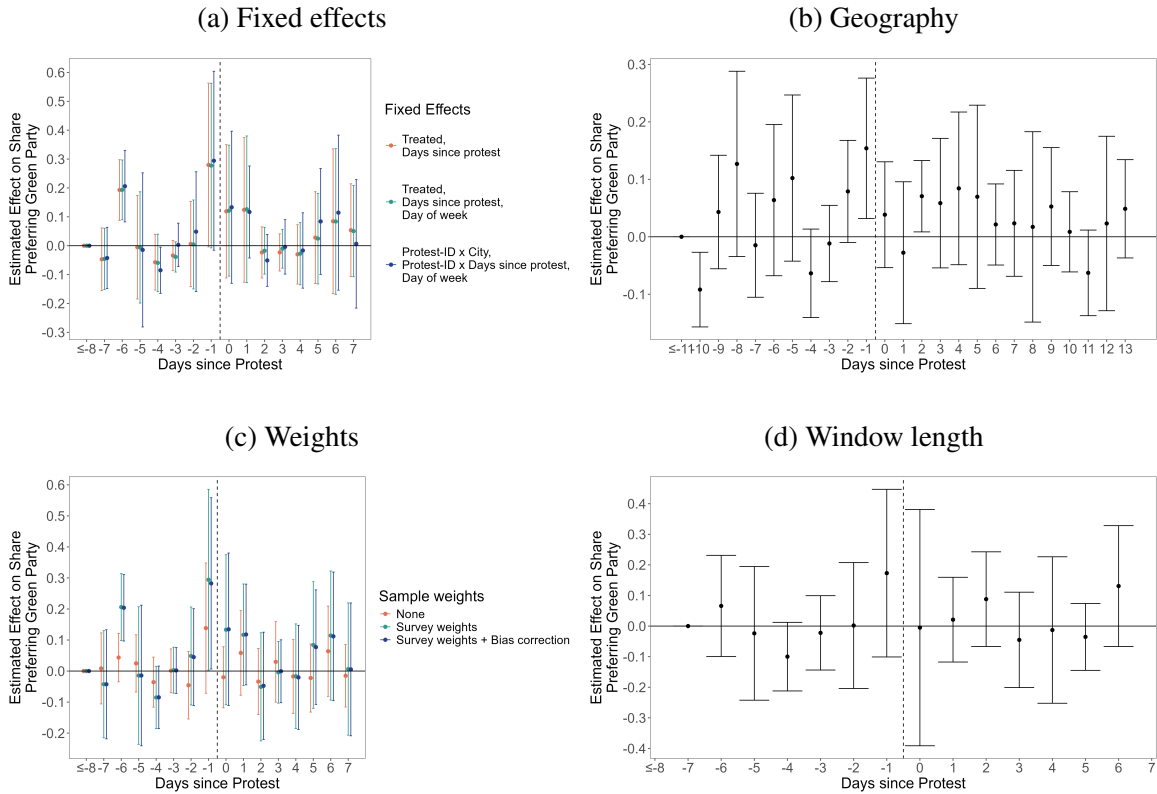 (a) Fixed effects
Estimated Effect on Share
Preferring Green Party
0.6
0.5
0.4
0.3
0.2
0.1
0.0
-0.1
-0.2
-0.3
≤-8 -7 -6 -5 -4 -3 -2 -1 0 1 2 3 4 5 6 7
Days since Protest
Fixed Effects
Treated,
Days since protest
Treated,
Days since protest,
Day of week
Protest-ID x City,
Protest-ID x Days since protest,
Day of week
(b) Geography
Estimated Effect on Share
Preferring Green Party
0.3
0.2
0.1
0.0
-0.1
≤-11 -10 -9 -8 -7 -6 -5 -4 -3 -2 -1 0 1 2 3 4 5 6 7 8 9 10 11 12 13
Days since Protest
(c) Weights
Estimated Effect on Share
Preferring Green Party
0.6
0.5
0.4
0.3
0.2
0.1
0.0
-0.1
-0.2
≤-8 -7 -6 -5 -4 -3 -2 -1 0 1 2 3 4 5 6 7
Days since Protest
Sample weights
None
Survey weights
Survey weights + Bias correction
(d) Window length
Estimated Effect on Share
Preferring Green Party
0.4
0.3
0.2
0.1
0.0
-0.1
-0.2
-0.3
-0.4
≤-8 -7 -6 -5 -4 -3 -2 -1 0 1 2 3 4 5 6 7
Days since Protest